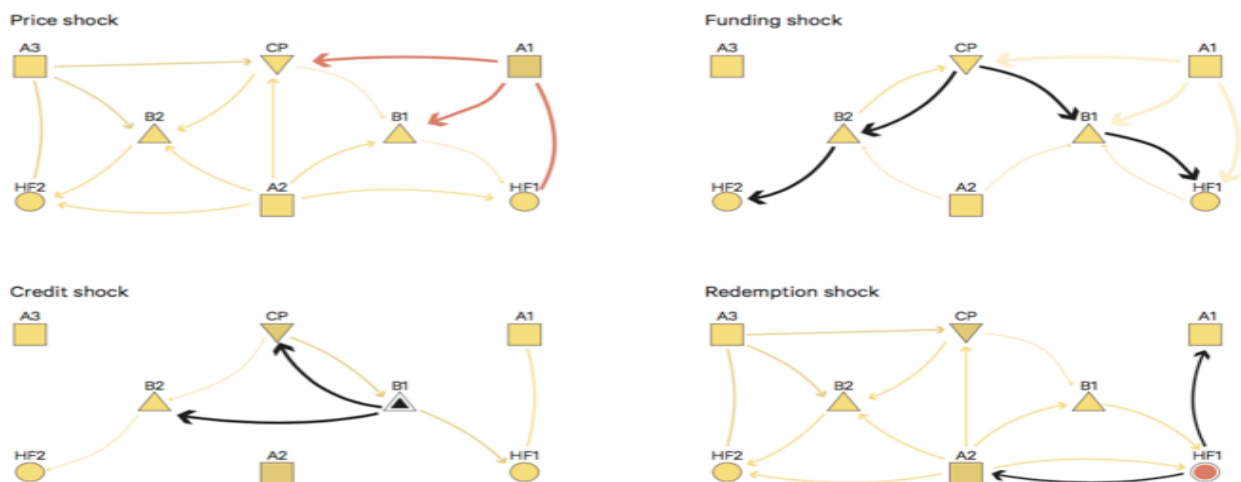 Price shock
A3 CP A1
B2 B1
HF2 A2 HF1
Funding shock
A3 CP A1
B2 B1
HF2 A2 HF1
Credit shock
A3 CP A1
B2 B1
HF2 A2 HF1
Redemption shock
A3 CP A1
B2 B1
HF2 A2 HF1